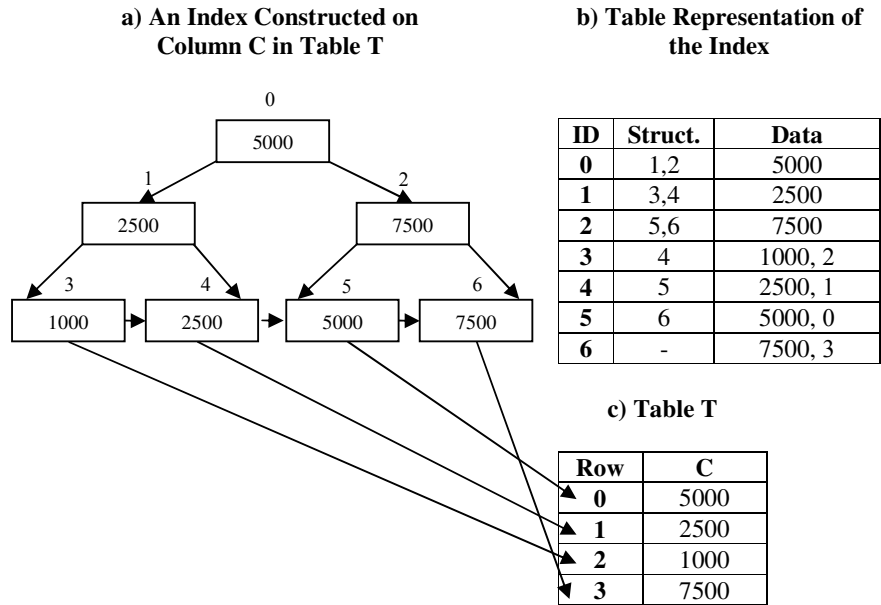 a) An Index Constructed on
Column C in Table T
0
5000
1
2
2500
7500
3
4
5
6
1000
2500
5000
7500
b) Table Representation of
the Index
ID Struct. Data
0 1,2 5000
1 3,4 2500
2 5,6 7500
3 4 1000, 2
4 5 2500, 1
5 6 5000, 0
6 - 7500, 3
c) Table T
Row C
0 5000
1 2500
2 1000
3 7500